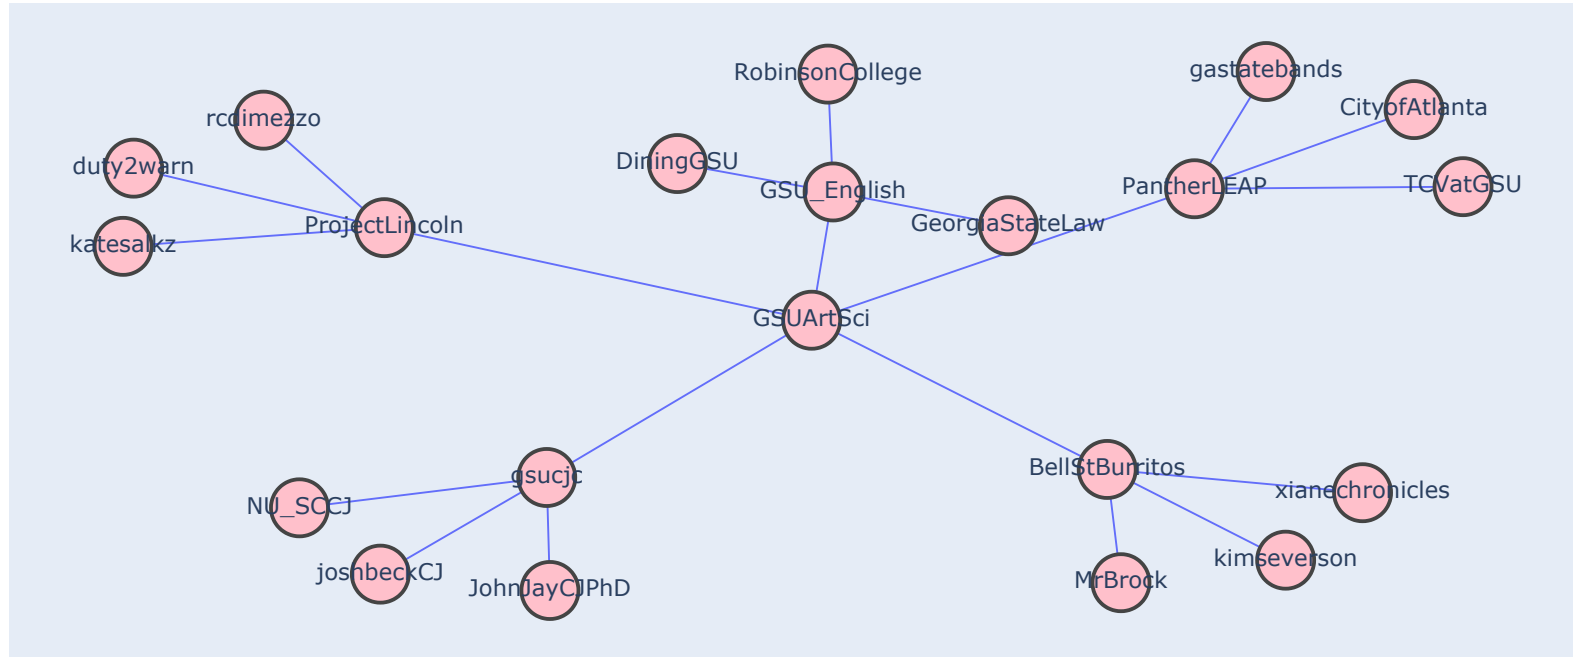 gastatebands
RobinsonCollege
CityofAtlanta
rcdimezzo
DiningGSU
duty2warn
PantherLEAP
TCVatGSU
GSU_English
GeorgiaStateLaw
ProjectLincoln
katesalkz
GSUArtSci
BellStBurritos
gsucjc
xianechronicles
NU_SCCJ
kimseverson
joshbeckCJ
MrBrock
JohnJayCJPhD